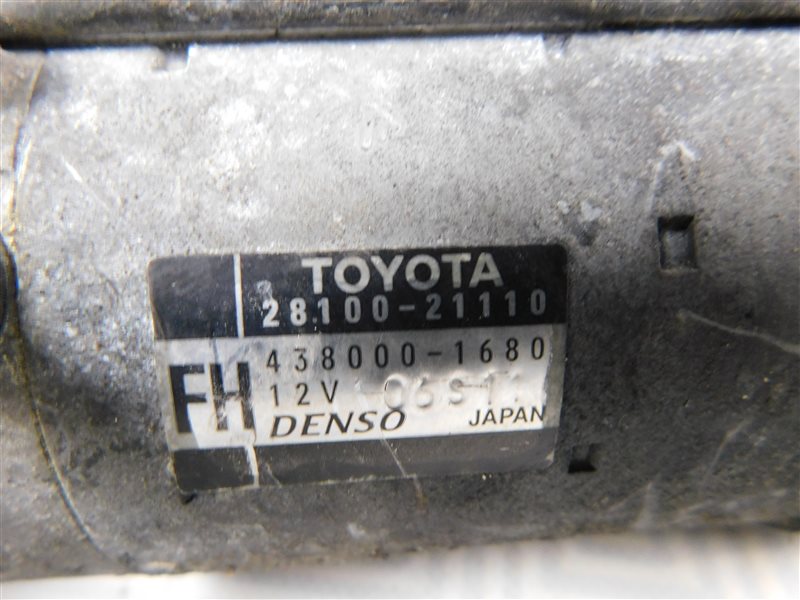 TOYOTA
28100-21110
438000-1680
FH 12V
DENSO JAPAN